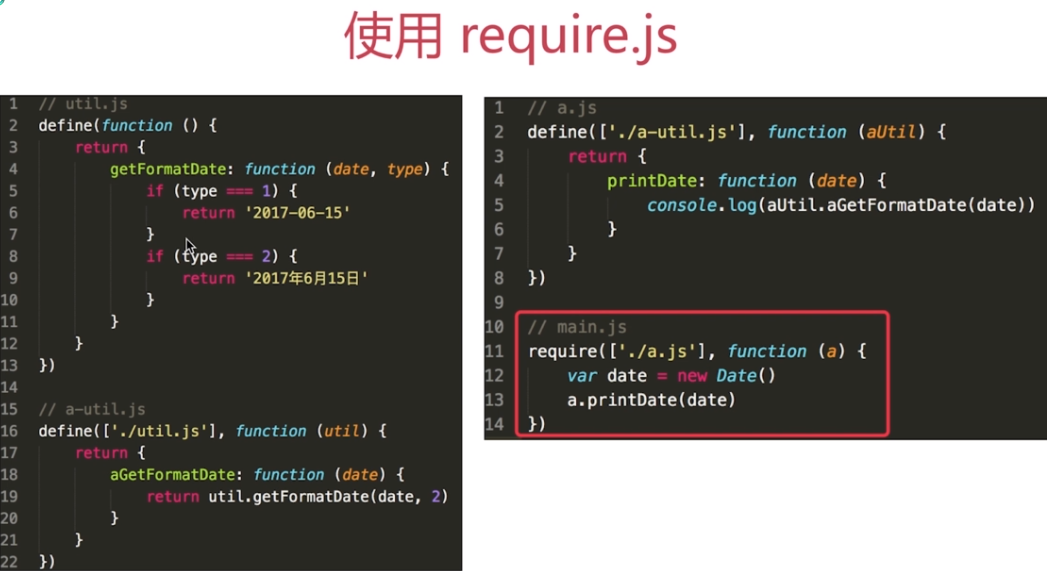 使用 require.js
1 // util.js
2 define(function () {
3 return {
4 getFormatDate: function (date, type) {
5 if (type === 1) {
6 return '2017-06-15'
7 }
8 if (type === 2) {
9 return '2017年6月15日'
10 }
11 }
12 }
13 })
14
15 // a-util.js
16 define(['./util.js'], function (util) {
17 return {
18 aGetFormatDate: function (date) {
19 return util.getFormatDate(date, 2)
20 }
21 }
22 })
1 // a.js
2 define(['./a-util.js'], function (aUtil) {
3 return {
4 printDate: function (date) {
5 console.log(aUtil.aGetFormatDate(date))
6 }
7 }
8 })
9
10 // main.js
11 require(['./a.js'], function (a) {
12 var date = new Date()
13 a.printDate(date)
14 })